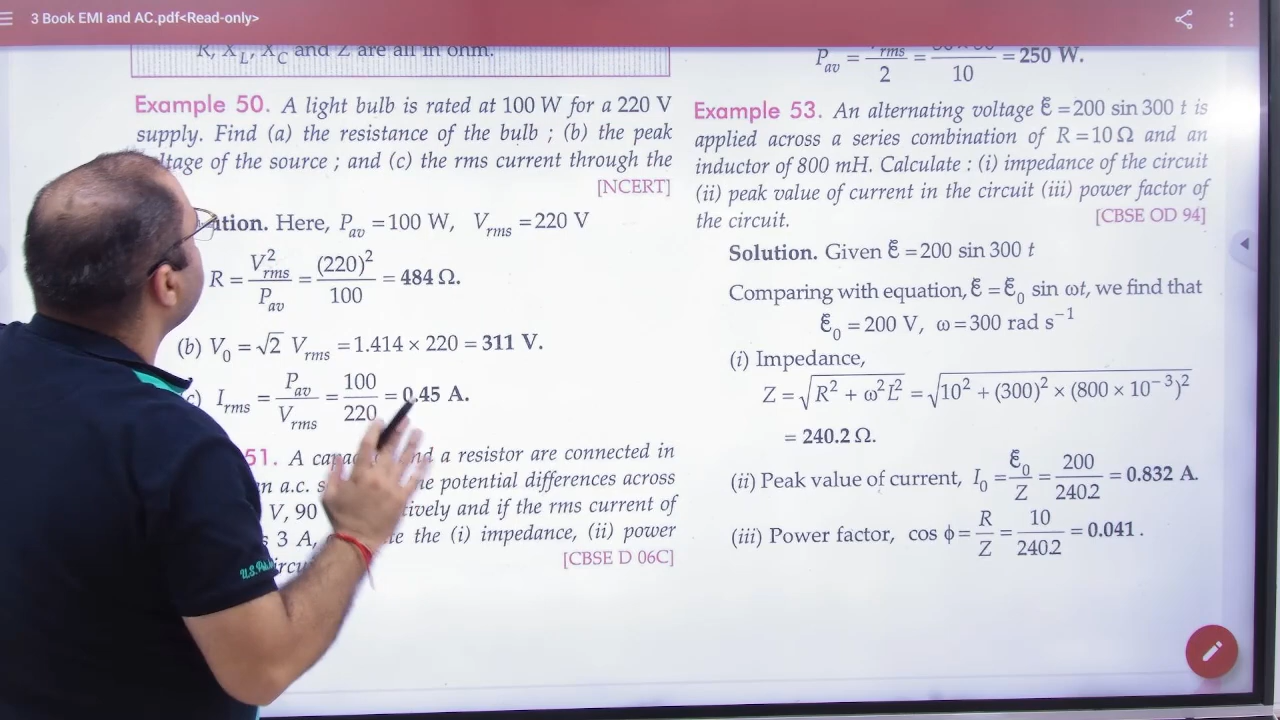 3 Book EMI and AC.pdf<Read-only>
R, X_L, X_C and Z are all in ohm.
Example 50. A light bulb is rated at 100 W for a 220 V
supply. Find (a) the resistance of the bulb ; (b) the peak
of the source ; and (c) the rms current through the
[NCERT]
Here, P_av = 100 W, V_rms = 220 V
R = V²_rms / P_av = (220)² / 100 = 484 Ω.
(b) V_0 = √2 V_rms = 1.414 × 220 = 311 V.
I_rms = P_av / V_rms = 100 / 220 = 0.45 A.
51. A and a resistor are connected in
a.c. potential differences across
V, 90 and if the rms current of
3 A, the (i) impedance, (ii) power
[CBSE D 06C]
U.S.
P_av = / 2 = / 10 = 250 W.
Example 53. An alternating voltage ℰ = 200 sin 300 t is
applied across a series combination of R = 10 Ω and an
inductor of 800 mH. Calculate : (i) impedance of the circuit
(ii) peak value of current in the circuit (iii) power factor of
the circuit. [CBSE OD 94]
Solution. Given ℰ = 200 sin 300 t
Comparing with equation, ℰ = ℰ_0 sin ωt, we find that
ℰ_0 = 200 V, ω = 300 rad s⁻¹
(i) Impedance,
Z = √(R² + ω²L²) = √(10² + (300)² × (800 × 10⁻³)²)
= 240.2 Ω.
(ii) Peak value of current, I_0 = ℰ_0 / Z = 200 / 240.2 = 0.832 A.
(iii) Power factor, cos ϕ = R / Z = 10 / 240.2 = 0.041 .